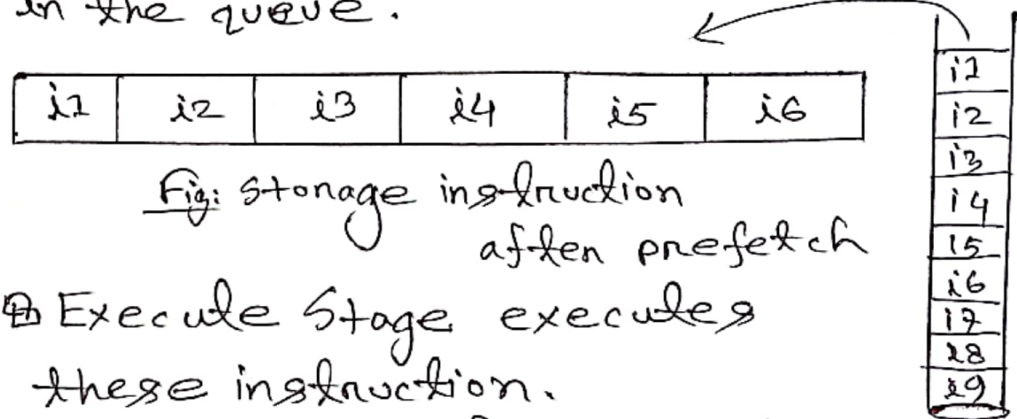 in the queue.
i1 i2 i3 i4 i5 i6
Fig: Storage instruction
after prefetch
Execute Stage executes
these instruction.
i1
i2
i3
i4
i5
i6
i7
i8
i9